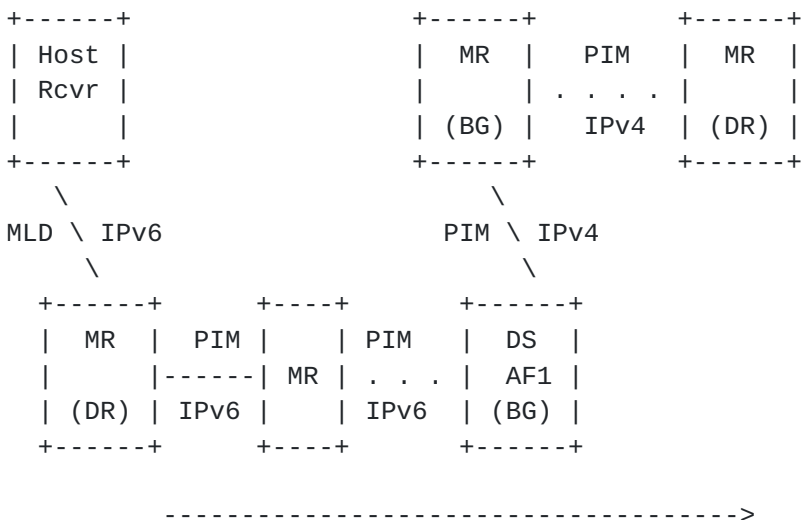 +------+                  +------+         +------+
| Host |                  |  MR  |   PIM   |  MR  |
| Rcvr |                  |      | . . . . |      |
|      |                  | (BG) |   IPv4  | (DR) |
+------+                  +------+         +------+
   \                           \
MLD \ IPv6                  PIM \ IPv4
     \                           \
  +------+      +----+       +------+
  |  MR  |  PIM |    | PIM   |  DS  |
  |      |------| MR | . . . |  AF1 |
  | (DR) | IPv6 |    | IPv6  | (BG) |
  +------+      +----+       +------+
          ------------------------------------->